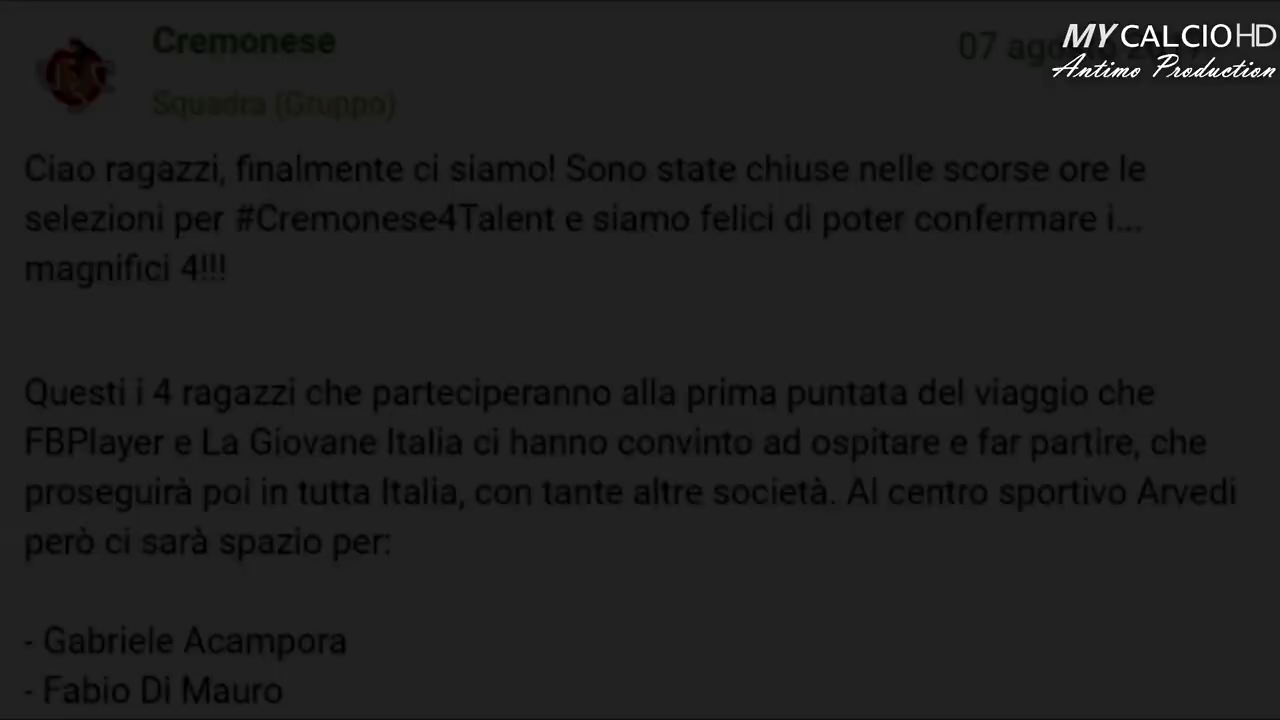 Cremonese
07 ag
MYCALCIOHD
Antimo Production
Squadra (Gruppo)
Ciao ragazzi, finalmente ci siamo! Sono state chiuse nelle scorse ore le
selezioni per #Cremonese4Talent e siamo felici di poter confermare i...
magnifici 4!!!
Questi i 4 ragazzi che parteciperanno alla prima puntata del viaggio che
FBPlayer e La Giovane Italia ci hanno convinto ad ospitare e far partire, che
proseguirà poi in tutta Italia, con tante altre società. Al centro sportivo Arvedi
però ci sarà spazio per:
- Gabriele Acampora
- Fabio Di Mauro